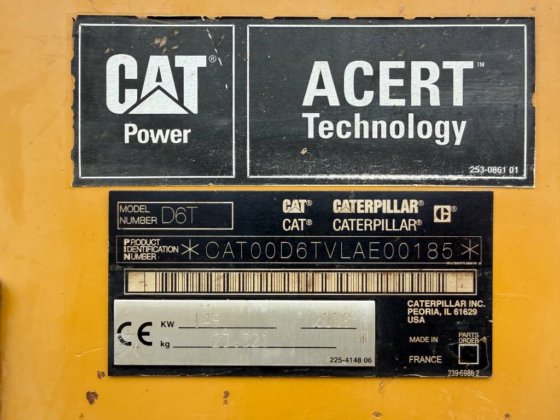 CAT®
Power
ACERT™
Technology
253-0861 01
MODEL NUMBER D6T
CAT® CATERPILLAR® C®
CAT® CATERPILLAR®
PRODUCT IDENTIFICATION NUMBER *CAT00D6TVLAE00185*
CATERPILLAR INC.
PEORIA, IL 61629
USA
CE
KW
kg
225-4148 06
MADE IN FRANCE
PARTS ORDER
239-6986 2